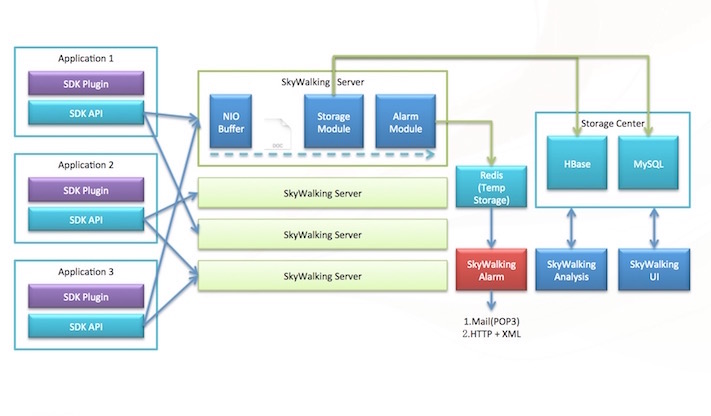 Application 1
SDK Plugin
SDK API
Application 2
SDK Plugin
SDK API
Application 3
SDK Plugin
SDK API
SkyWalking Server
NIO
Buffer
DOC
Storage
Module
Alarm
Module
SkyWalking Server
SkyWalking Server
SkyWalking Server
Redis
(Temp
Storage)
SkyWalking
Alarm
1.Mail(POP3)
2.HTTP + XML
Storage Center
HBase
MySQL
SkyWalking
Analysis
SkyWalking
UI